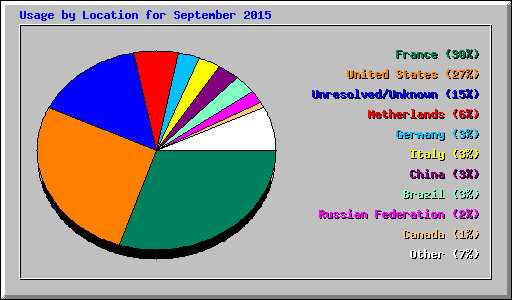 Usage by Location for September 2015
France (30%)
United States (27%)
Unresolved/Unknown (15%)
Netherlands (6%)
Germany (3%)
Italy (3%)
China (3%)
Brazil (3%)
Russian Federation (2%)
Canada (1%)
Other (7%)